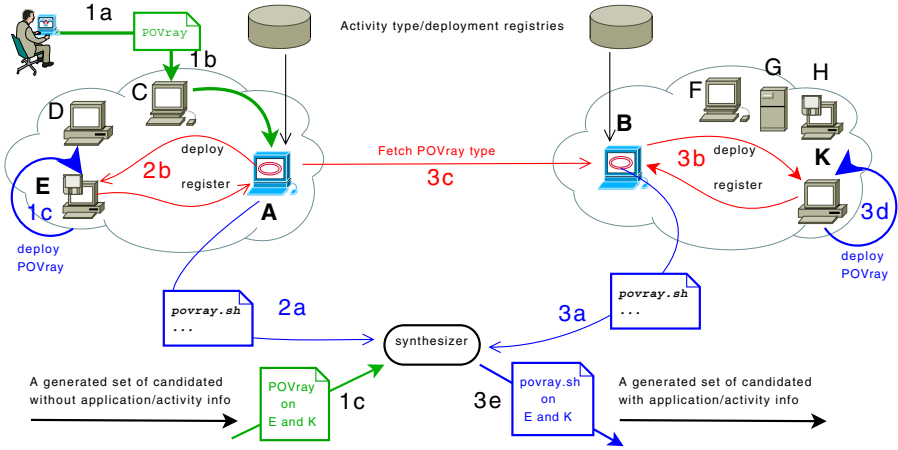 1a
POVray
Activity type/deployment registries
1b
C
D
G
H
F
B
deploy
E
2b
register
A
1c
deploy
POVray
Fetch POVray type
3c
3b
deploy
register
K
3d
deploy
POVray
povray.sh
...
2a
3a
povray.sh
...
synthesizer
A generated set of candidated
without application/activity info
POVray
on
E and K
1c
3e
povray.sh
on
E and K
A generated set of candidated
with application/activity info